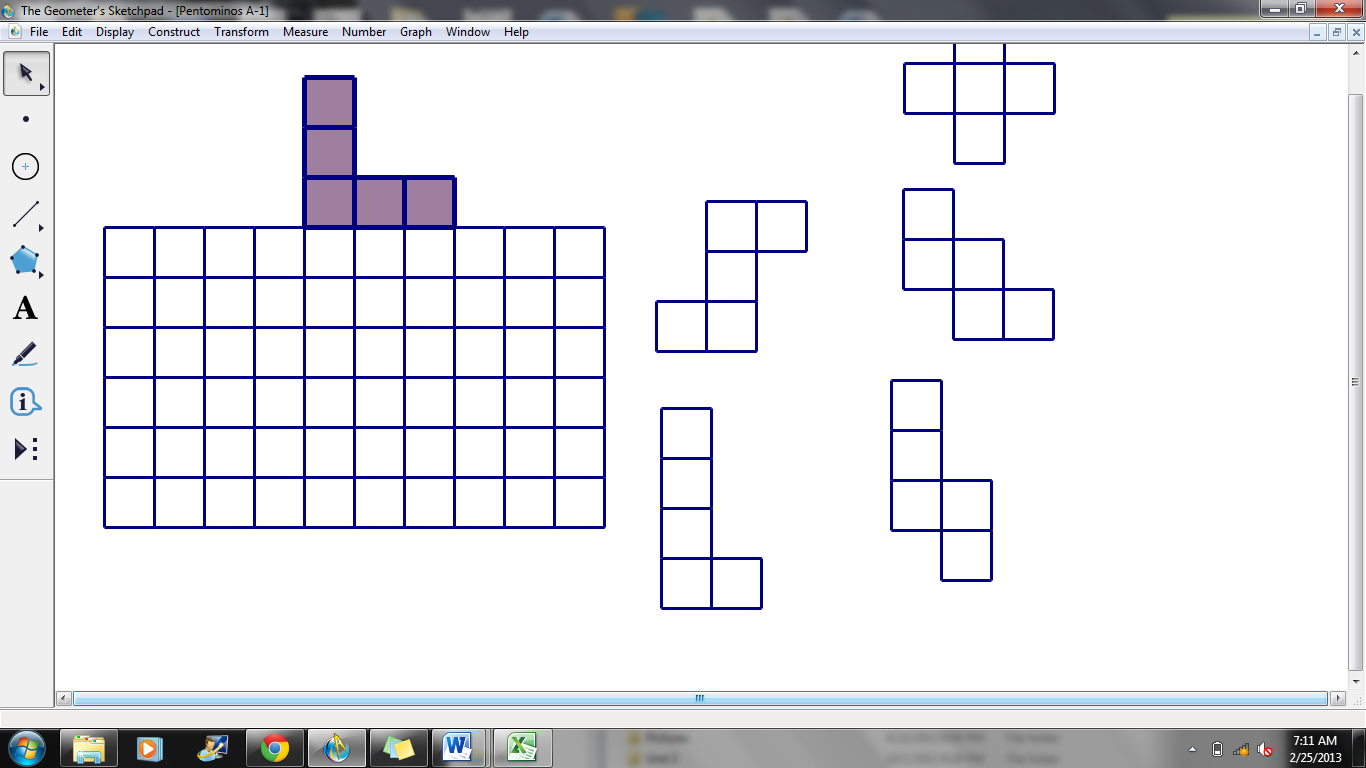 The Geometer's Sketchpad - [Pentominos A-1]
File Edit Display Construct Transform Measure Number Graph Window Help
A
7:11 AM
2/25/2013